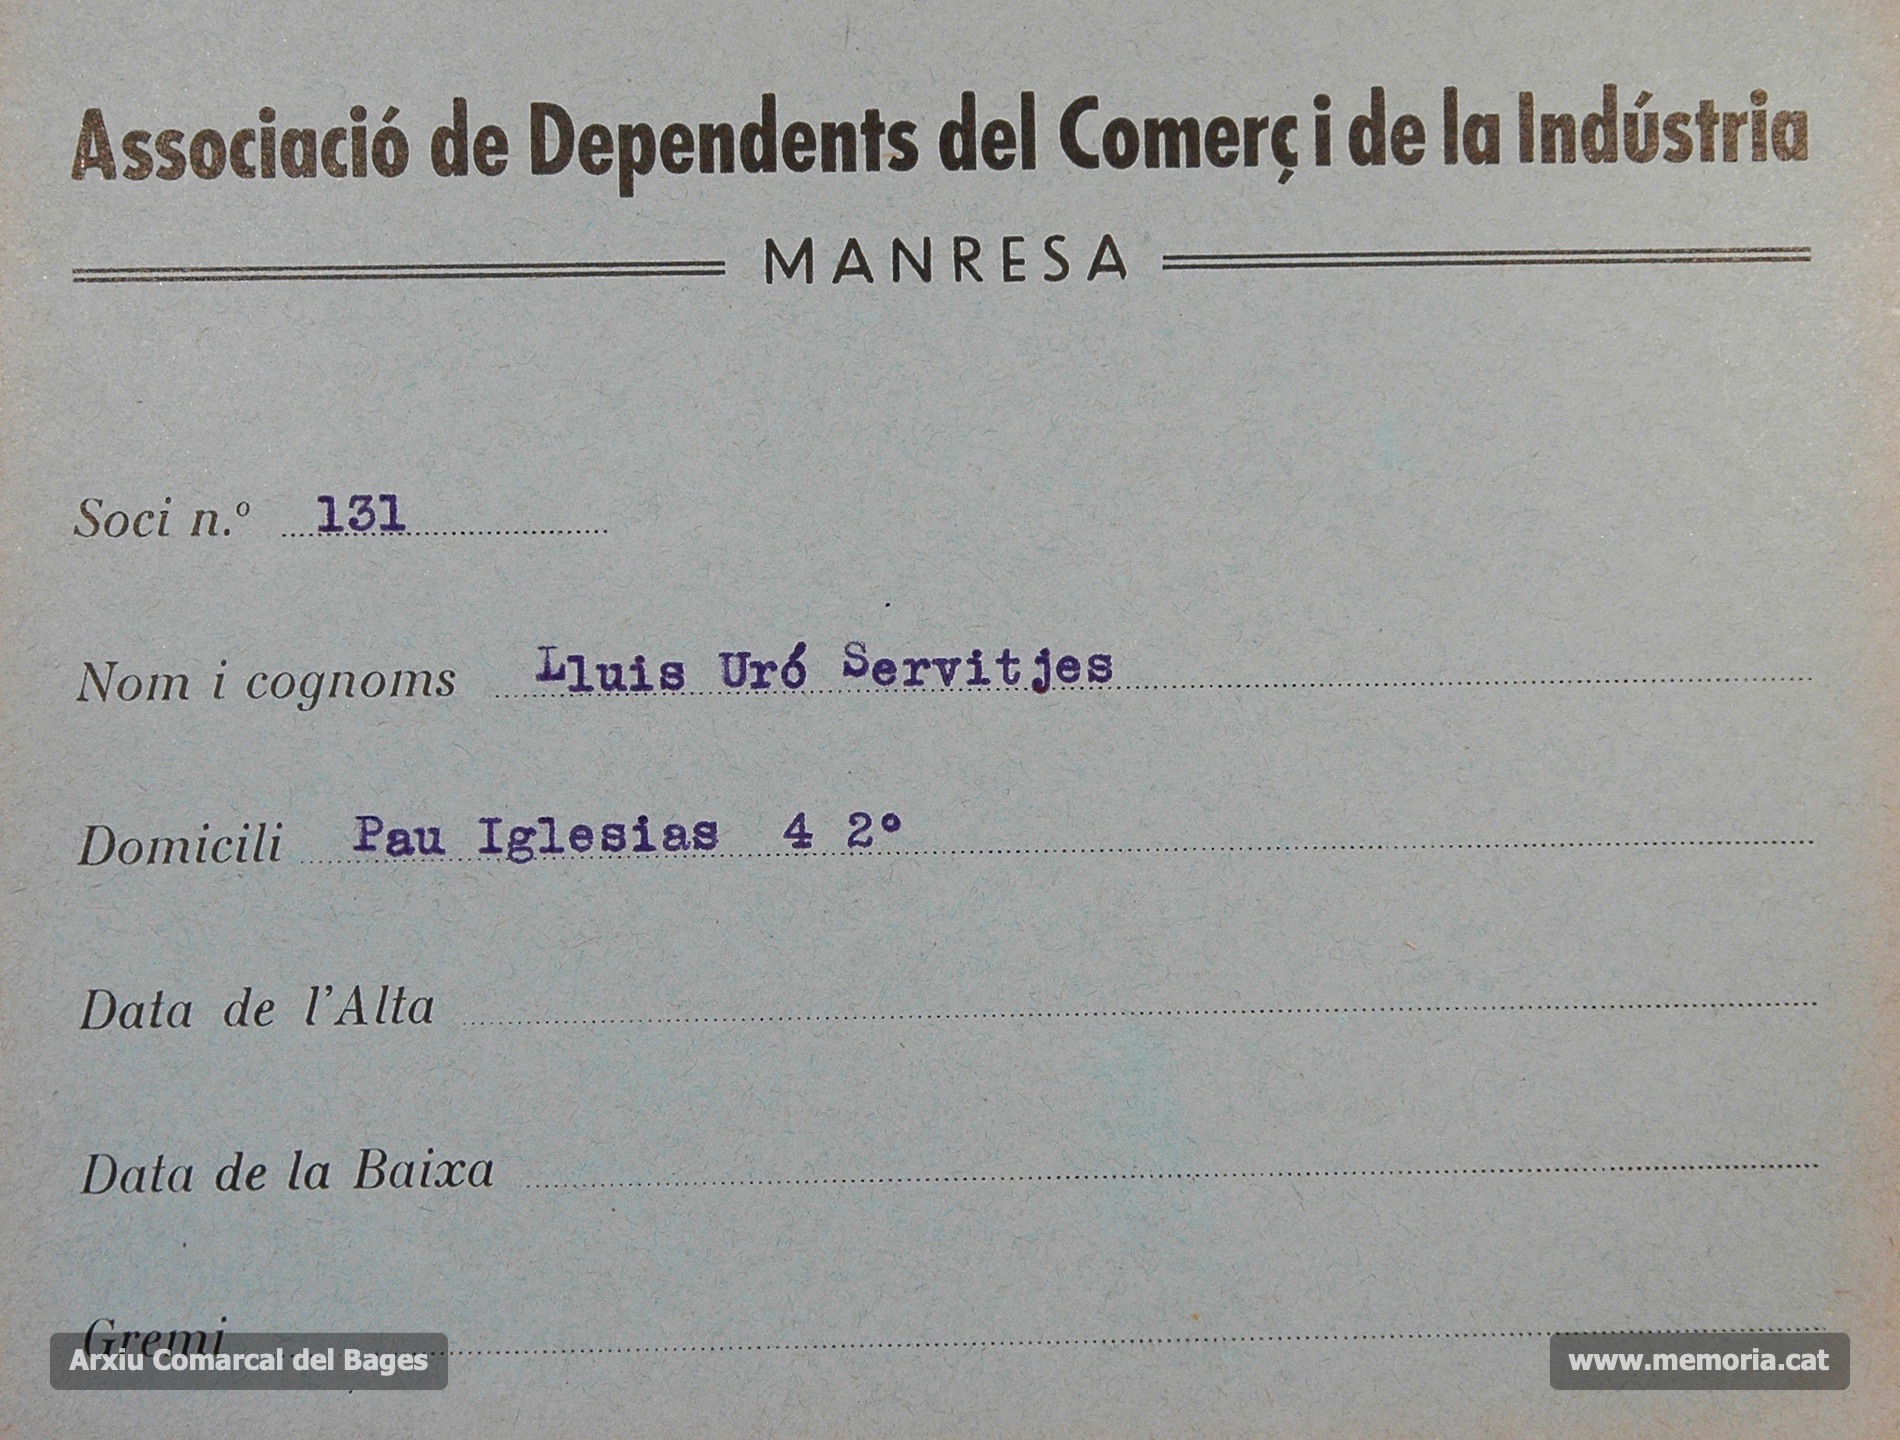 Associació de Dependents del Comerç i de la Indústria
MANRESA
Soci n.º 131
Nom i cognoms Lluis Uró Servitjes
Domicili Pau Iglesias 4 2º
Data de l'Alta
Data de la Baixa
Gremi
Arxiu Comarcal del Bages
www.memoria.cat